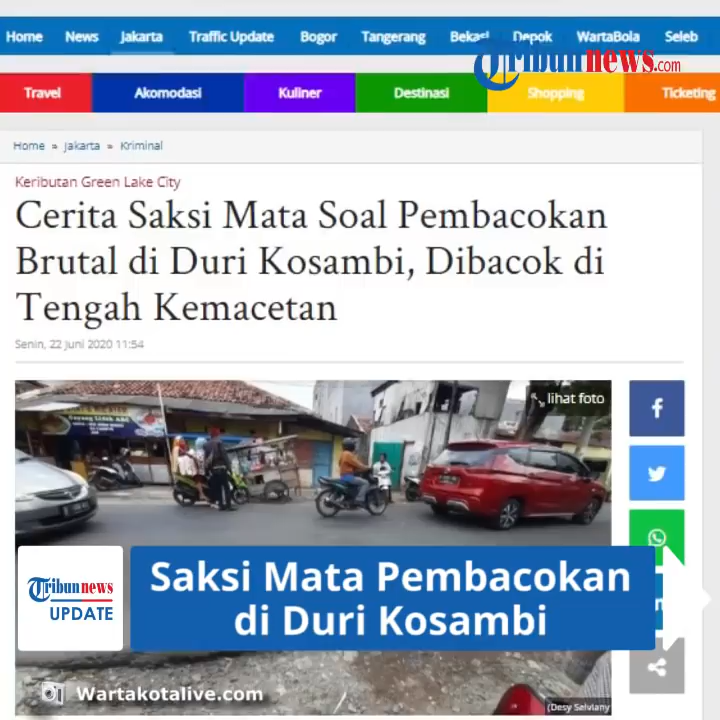 Home News Jakarta Traffic Update Bogor Tangerang Bekasi Depok WartaBola Seleb
Tribunnews.com
Travel Akomodasi Kuliner Destinasi Shopping Ticketing
Home » Jakarta » Kriminal
Keributan Green Lake City
Cerita Saksi Mata Soal Pembacokan
Brutal di Duri Kosambi, Dibacok di
Tengah Kemacetan
Senin, 22 Juni 2020 11:54
lihat foto
Tribunnews
UPDATE
Saksi Mata Pembacokan
di Duri Kosambi
Wartakotalive.com
(Desy Selviany